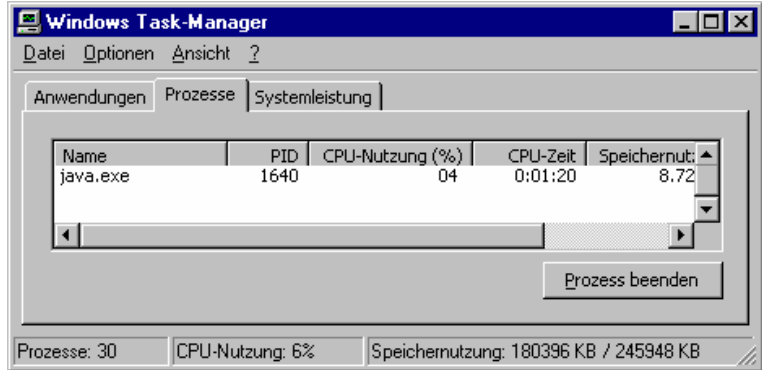 Windows Task-Manager
Datei Optionen Ansicht ?
Anwendungen Prozesse Systemleistung
Name PID CPU-Nutzung (%) CPU-Zeit Speichernut:
java.exe 1640 04 0:01:20 8.72
Prozess beenden
Prozesse: 30 CPU-Nutzung: 6% Speichernutzung: 180396 KB / 245948 KB